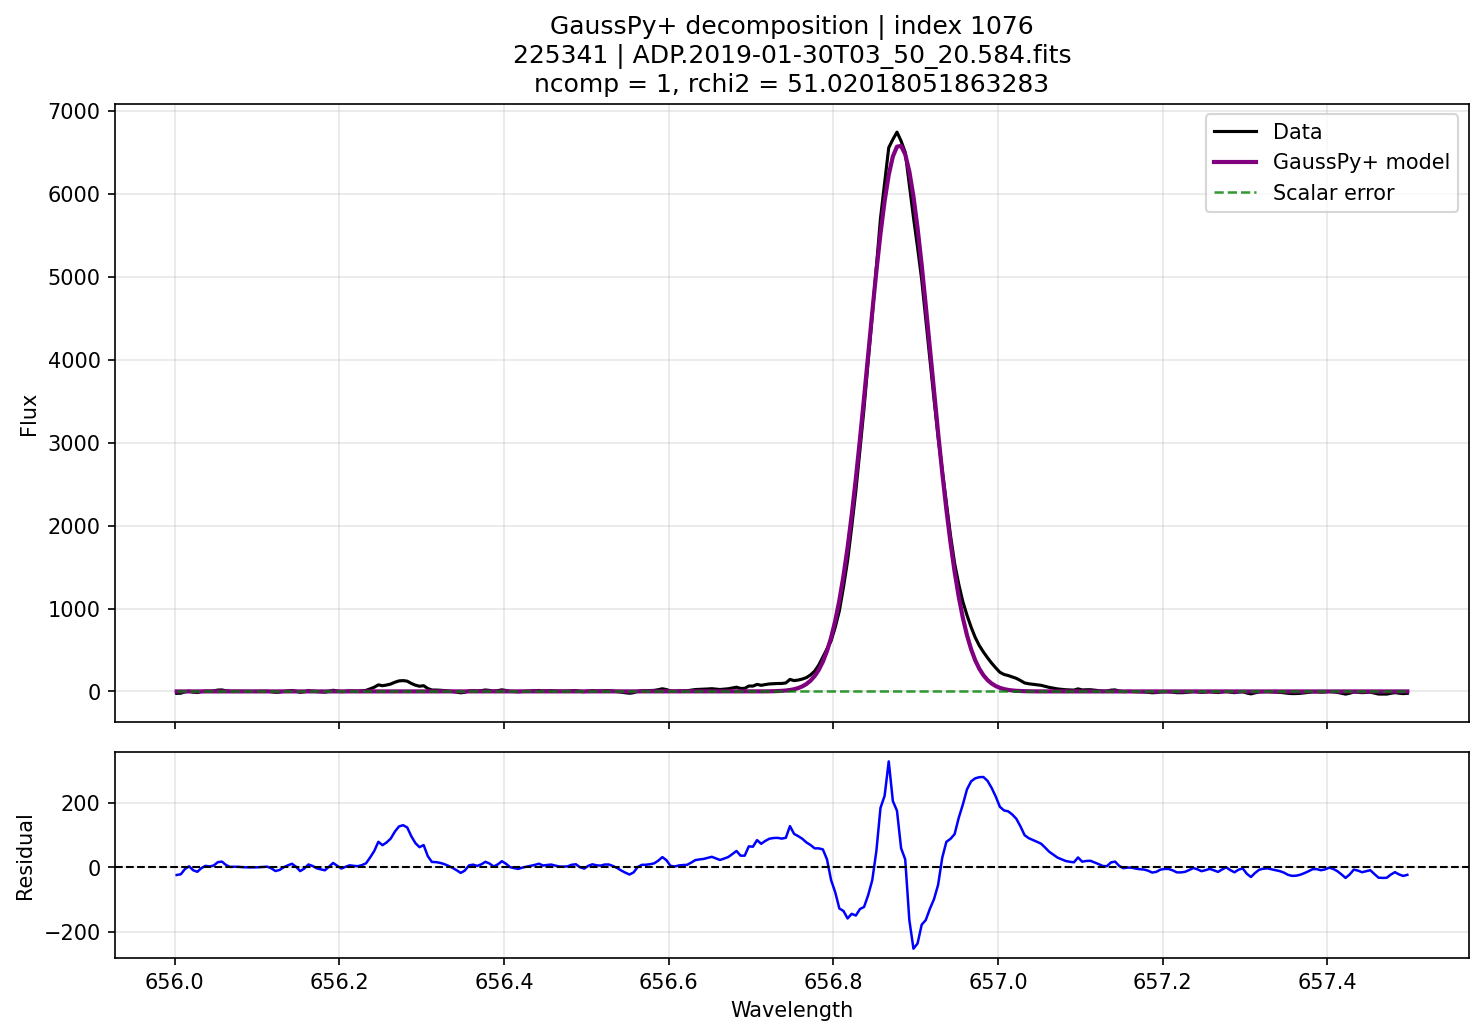 GaussPy+ decomposition | index 1076
225341 | ADP.2019-01-30T03_50_20.584.fits
ncomp = 1, rchi2 = 51.02018051863283
7000
6000
5000
4000
3000
2000
1000
0
Flux
Data
GaussPy+ model
Scalar error
200
0
−200
Residual
656.0
656.2
656.4
656.6
656.8
657.0
657.2
657.4
Wavelength